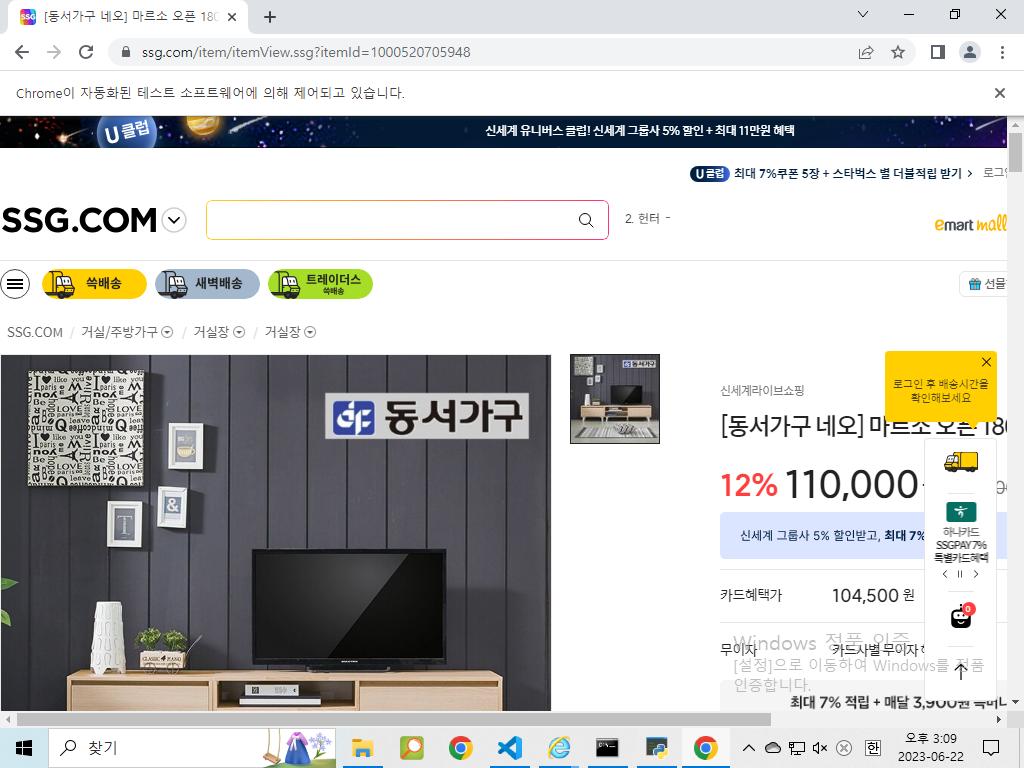 [동서가구 네오] 마르소 오픈 180
ssg.com/item/itemView.ssg?itemId=1000520705948
Chrome이 자동화된 테스트 소프트웨어에 의해 제어되고 있습니다.
U 클럽
신세계 유니버스 클럽! 신세계 그룹사 5% 할인 + 최대 11만원 혜택
U 클럽 최대 7%쿠폰 5장 + 스타벅스 별 더블적립 받기 > 로그인
SSG.COM
2. 헌터 -
emart mall
쓱배송
새벽배송
트레이더스
쓱배송
선물
SSG.COM / 거실/주방가구 / 거실장 / 거실장
동서가구
신세계라이브쇼핑
로그인 후 배송시간을
확인해보세요
[동서가구 네오] 마르소 오픈 180
12% 110,000
신세계 그룹사 5% 할인받고, 최대 7%
하나카드
SSGPAY 7%
특별카드혜택
카드혜택가 104,500 원
0
무이자 카드사별 무이자
Windows 정품 인증
[설정]으로 이동하여 Windows를 정품
인증합니다.
최대 7% 적립 + 매달 3,900원
&
T
CLASSIC GARDEN
찾기
오후 3:09
한
2023-06-22